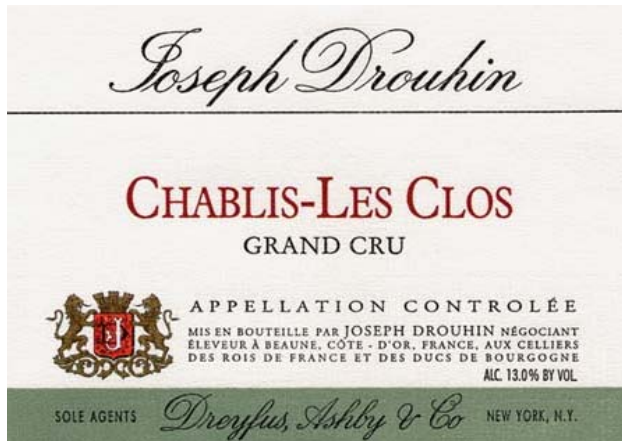 Joseph Drouhin
CHABLIS-LES CLOS
GRAND CRU
APPELLATION CONTROLÉE
MIS EN BOUTEILLE PAR JOSEPH DROUHIN NÉGOCIANT
ÉLEVEUR À BEAUNE, CÔTE - D'OR, FRANCE, AUX CELLIERS
DES ROIS DE FRANCE ET DES DUCS DE BOURGOGNE
ALC. 13.0% BY VOL.
SOLE AGENTS Dreyfus, Ashby & Co NEW YORK, N.Y.